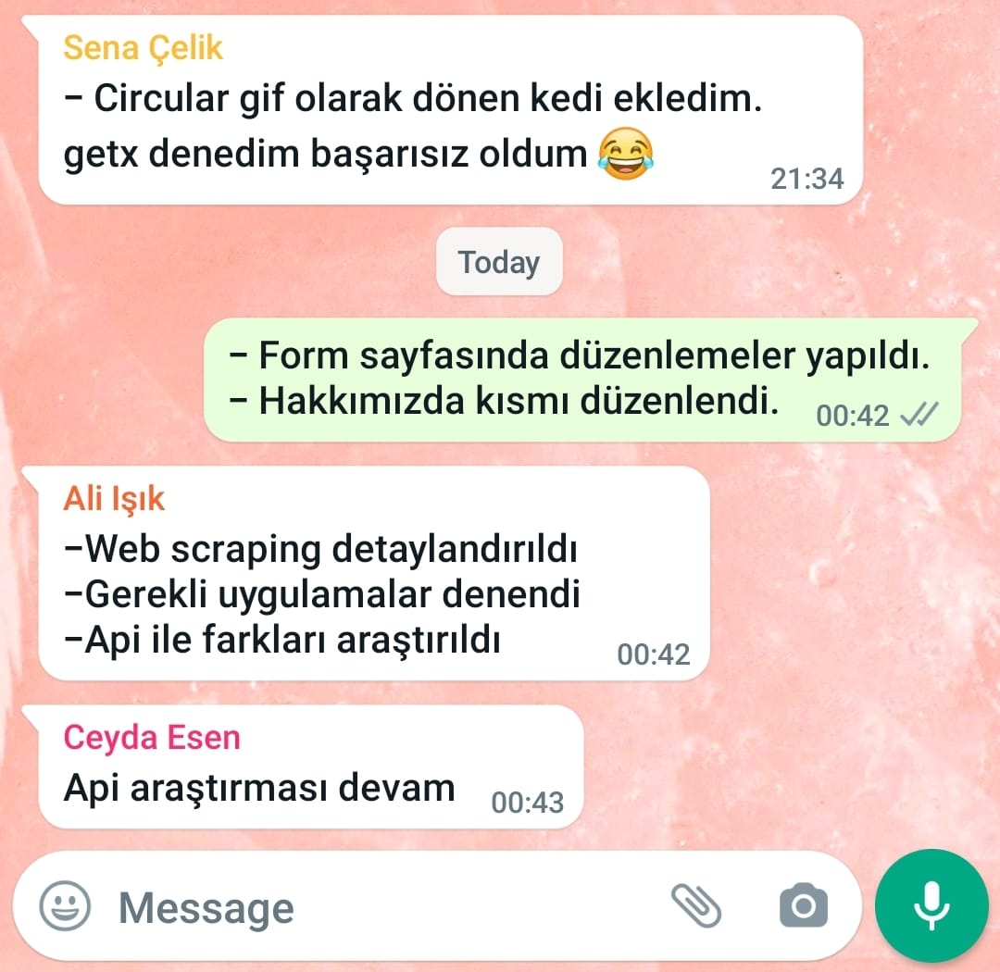 Sena Çelik
– Circular gif olarak dönen kedi ekledim.
getx denedim başarısız oldum 😂
21:34
Today
– Form sayfasında düzenlemeler yapıldı.
– Hakkımızda kısmı düzenlendi.
00:42
Ali Işık
–Web scraping detaylandırıldı
–Gerekli uygulamalar denendi
–Api ile farkları araştırıldı
00:42
Ceyda Esen
Api araştırması devam
00:43
Message